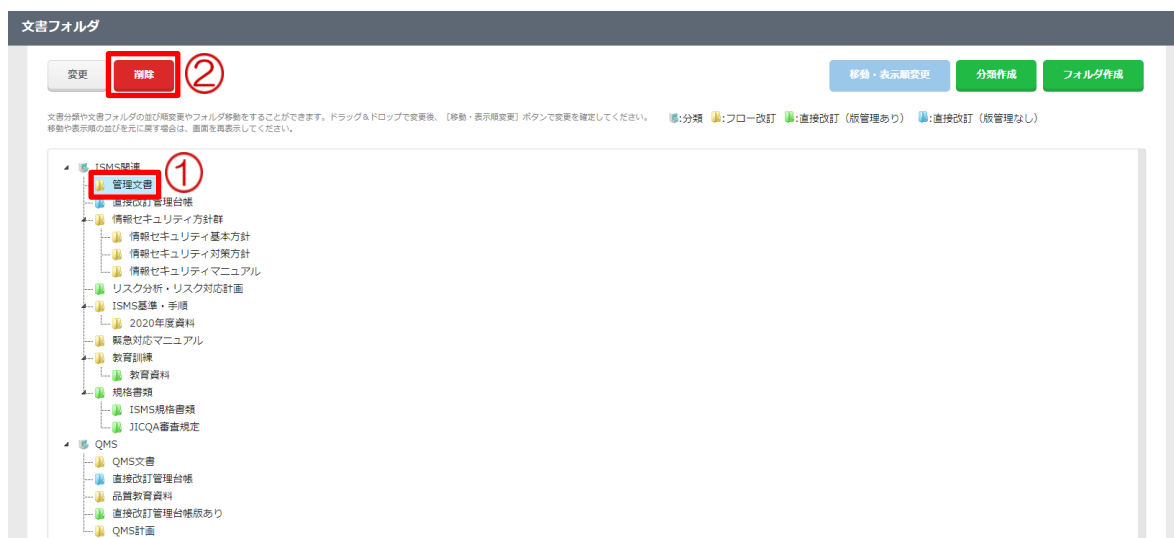 文書フォルダ
変更 削除 ② 移動・表示順変更 分類作成 フォルダ作成
文書分類や文書フォルダの並び順変更やフォルダ移動をすることができます。ドラッグ&ドロップで変更後、［移動・表示順変更］ボタンで変更を確定してください。 :分類 :フロー改訂 :直接改訂（版管理あり） :直接改訂（版管理なし）
移動や表示順の並びを元に戻す場合は、画面を再表示してください。
ISMS関連 ①
管理文書
直接改訂管理台帳
情報セキュリティ方針群
情報セキュリティ基本方針
情報セキュリティ対策方針
情報セキュリティマニュアル
リスク分析・リスク対応計画
ISMS基準・手順
2020年度資料
緊急対応マニュアル
教育訓練
教育資料
規格書類
ISMS規格書類
JICQA審査規定
QMS
QMS文書
直接改訂管理台帳
品質教育資料
直接改訂管理台帳版あり
QMS計画